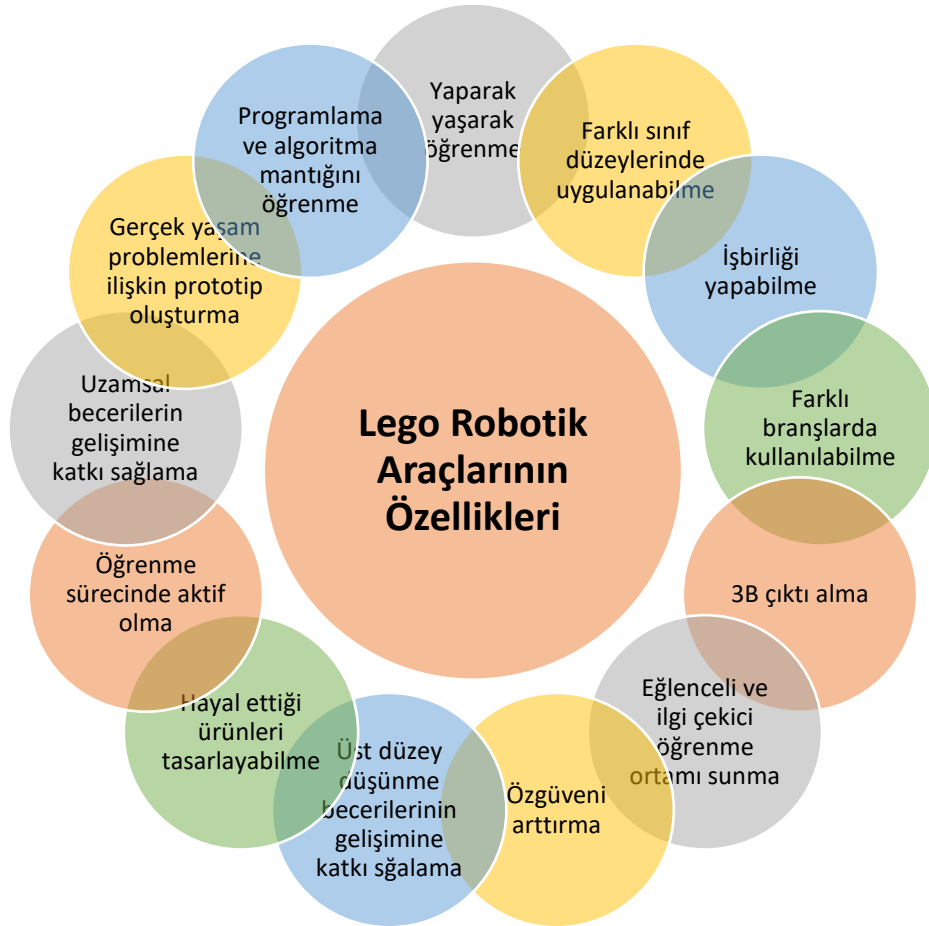 Yaparak
yaşarak
öğrenme
Farklı sınıf
düzeylerinde
uygulanabilme
İşbirliği
yapabilme
Farklı
branşlarda
kullanılabilme
3B çıktı alma
Eğlenceli ve
ilgi çekici
öğrenme
ortamı sunma
Özgüveni
arttırma
Üst düzey
düşünme
becerilerinin
gelişimine
katkı sğalama
Hayal ettiği
ürünleri
tasarlayabilme
Öğrenme
sürecinde aktif
olma
Uzamsal
becerilerin
gelişimine
katkı sağlama
Gerçek yaşam
problemlerine
ilişkin prototip
oluşturma
Programlama
ve algoritma
mantığını
öğrenme
Lego Robotik
Araçlarının
Özellikleri